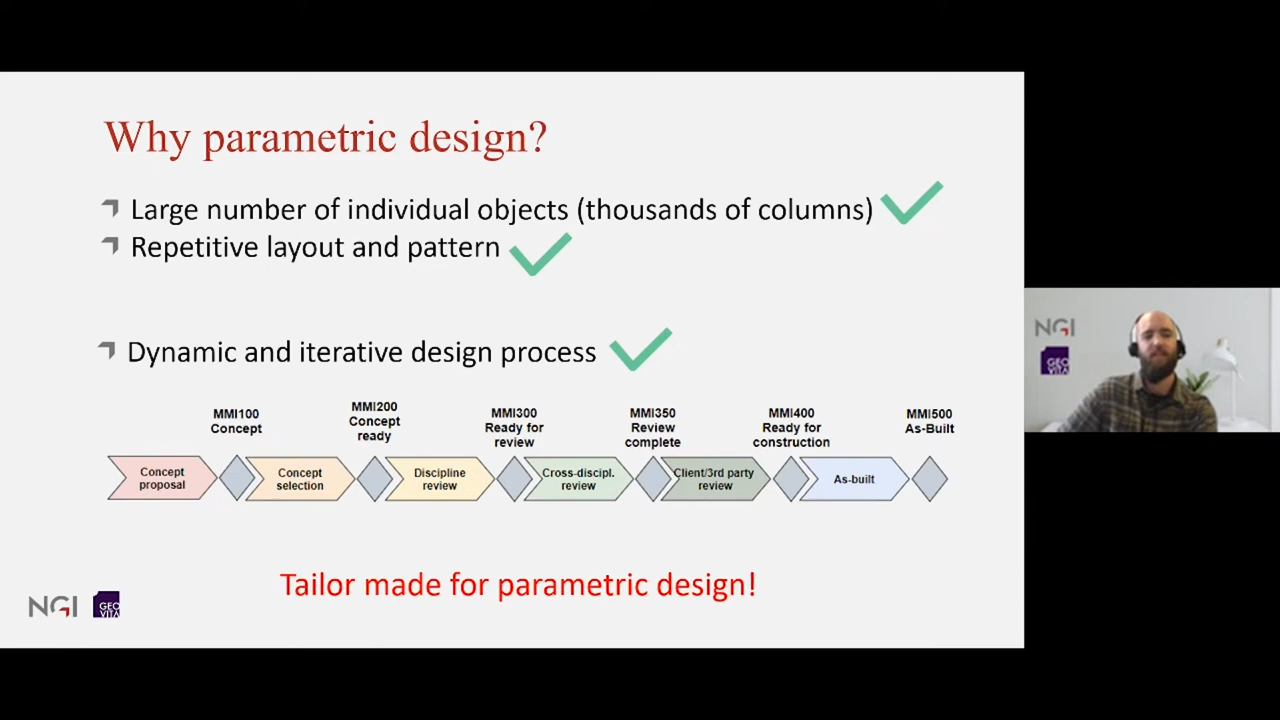 Why parametric design?
Large number of individual objects (thousands of columns)
Repetitive layout and pattern
Dynamic and iterative design process
MMI100
Concept
MMI200
Concept
ready
MMI300
Ready for
review
MMI350
Review
complete
MMI400
Ready for
construction
MMI500
As-Built
Concept
proposal
Concept
selection
Discipline
review
Cross-discipl.
review
Client/3rd party
review
As-built
Tailor made for parametric design!
NGI
GEO
VITA
NGI
GEO
VITA